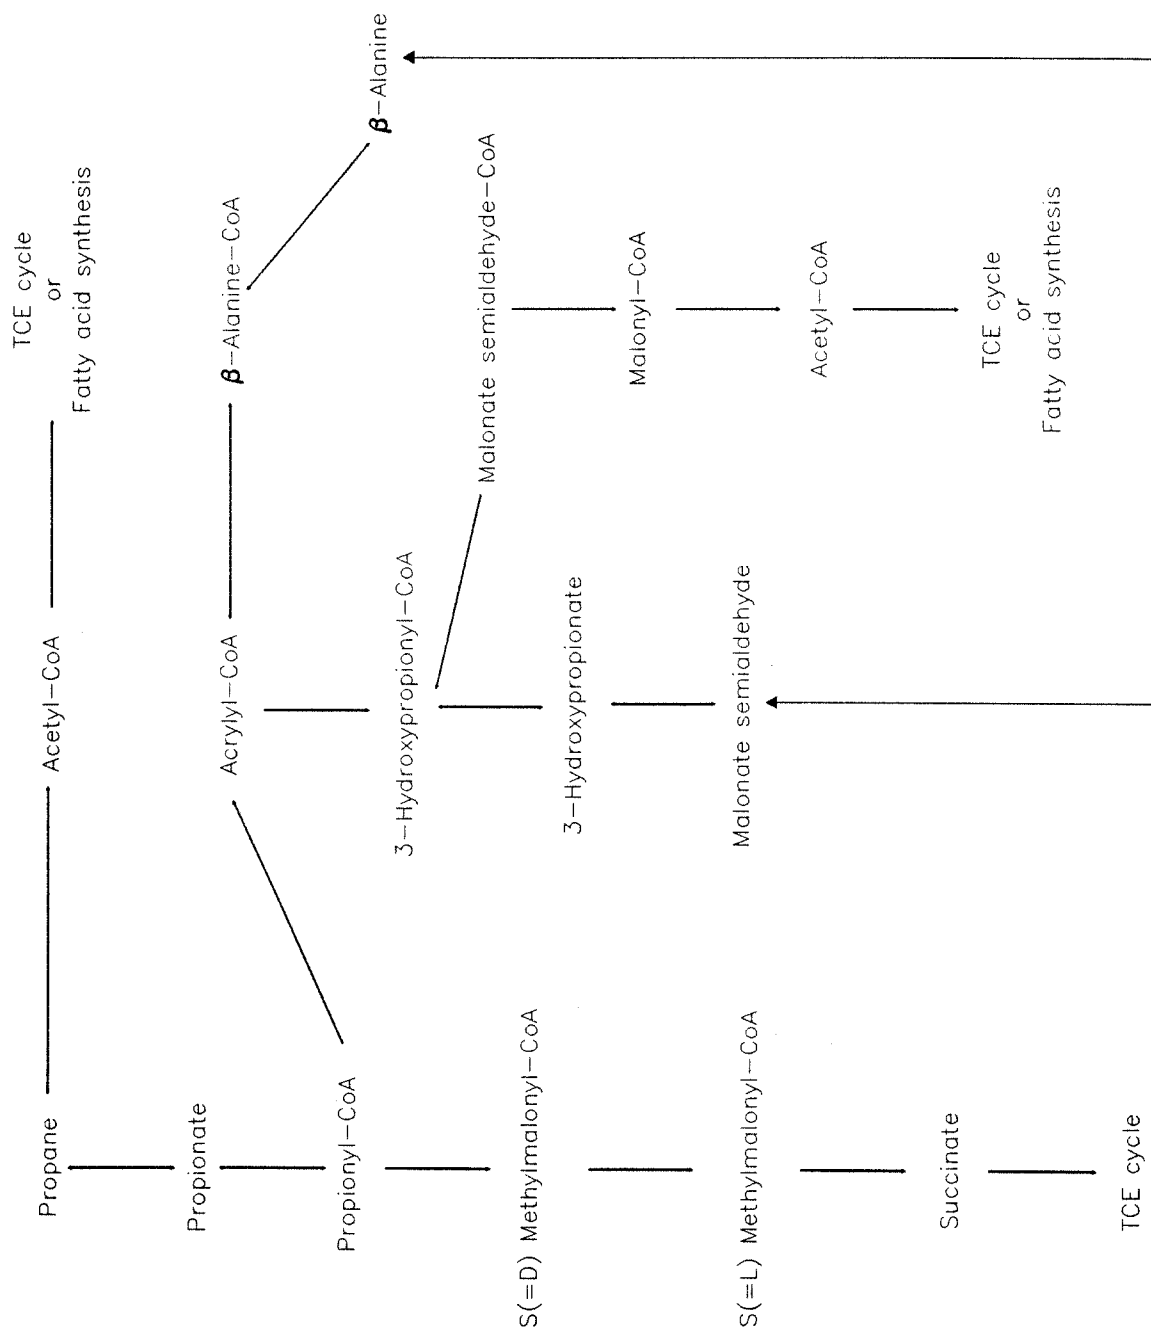 Propane
Acetyl-CoA
TCE cycle
or
Fatty acid synthesis
Propionate
Propionyl-CoA
Acrylyl-CoA
β-Alanine-CoA
β-Alanine
3-Hydroxypropionyl-CoA
Malonate semialdehyde-CoA
S(=D) Methylmalonyl-CoA
3-Hydroxypropionate
Malonyl-CoA
S(=L) Methylmalonyl-CoA
Malonate semialdehyde
Acetyl-CoA
Succinate
TCE cycle
or
Fatty acid synthesis
TCE cycle